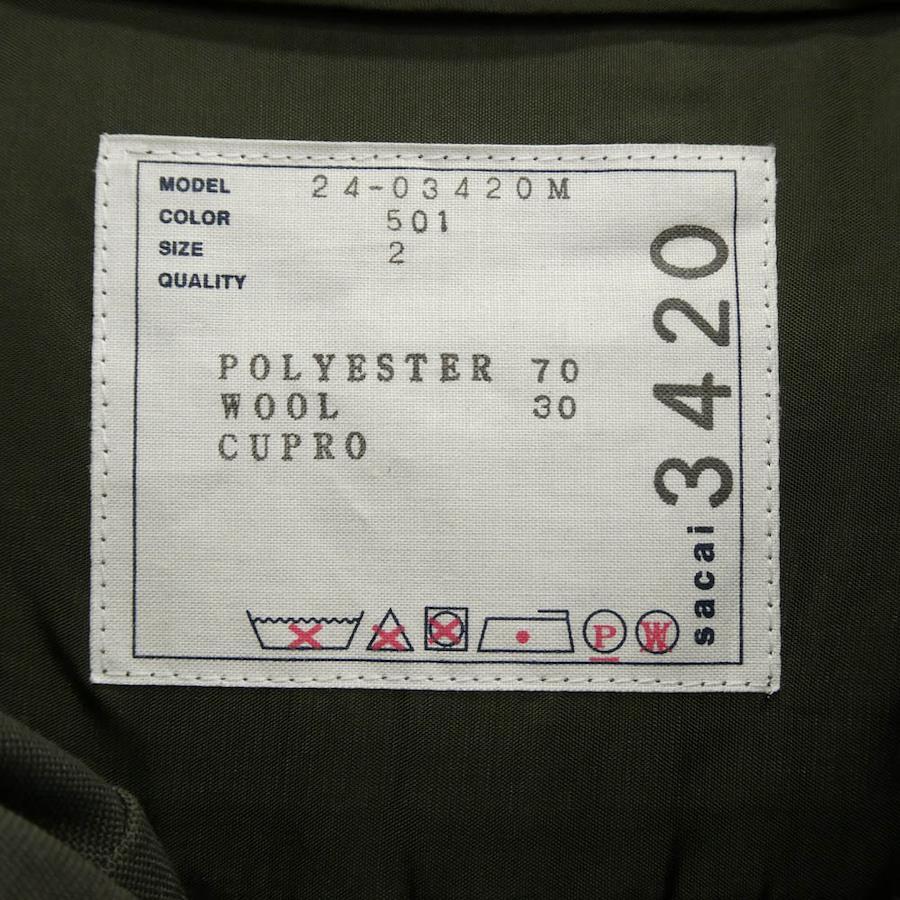 MODEL 24-03420M
COLOR 501
SIZE 2
QUALITY
POLYESTER 70
WOOL 30
CUPRO
P W
sacai 3420